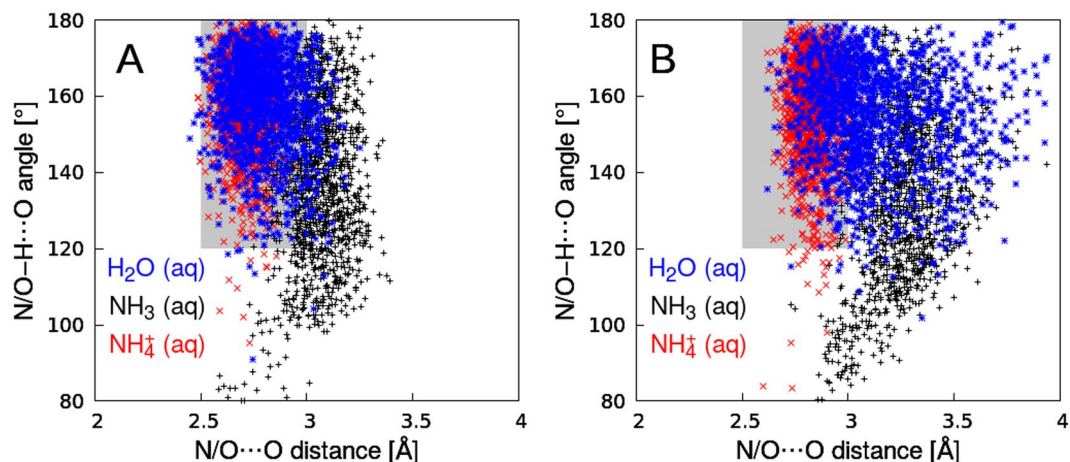 A
N/O−H···O angle [°]
180
160
140
120
100
80
H₂O (aq)
NH₃ (aq)
NH₄⁺ (aq)
2
2.5
3
3.5
4
N/O···O distance [Å]
B
N/O−H···O angle [°]
180
160
140
120
100
80
H₂O (aq)
NH₃ (aq)
NH₄⁺ (aq)
2
2.5
3
3.5
4
N/O···O distance [Å]